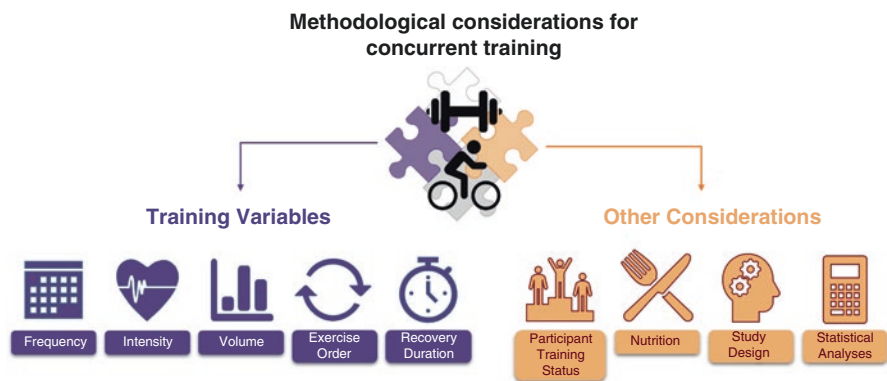 Methodological considerations for
concurrent training
Training Variables
Other Considerations
Frequency
Intensity
Volume
Exercise
Order
Recovery
Duration
Participant
Training
Status
Nutrition
Study
Design
Statistical
Analyses